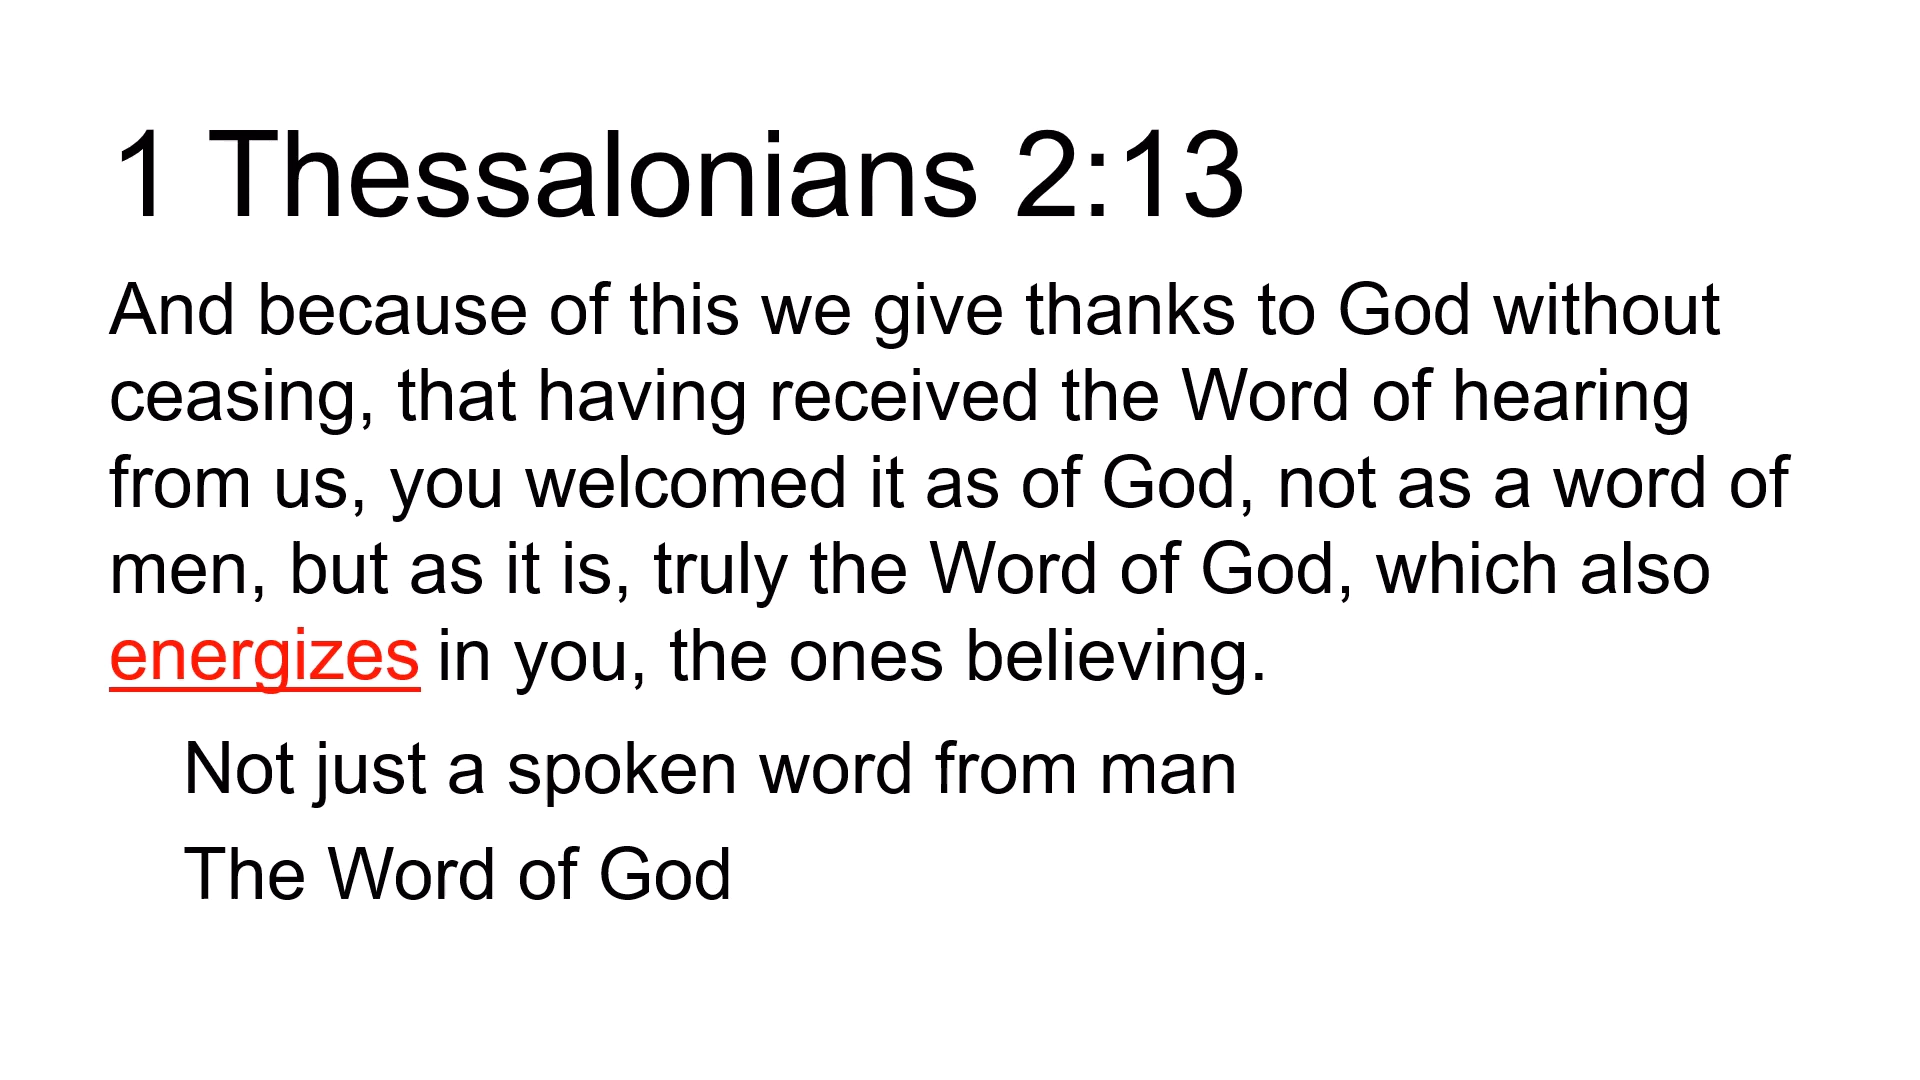 1 Thessalonians 2:13
And because of this we give thanks to God without
ceasing, that having received the Word of hearing
from us, you welcomed it as of God, not as a word of
men, but as it is, truly the Word of God, which also
energizes in you, the ones believing.
Not just a spoken word from man
The Word of God